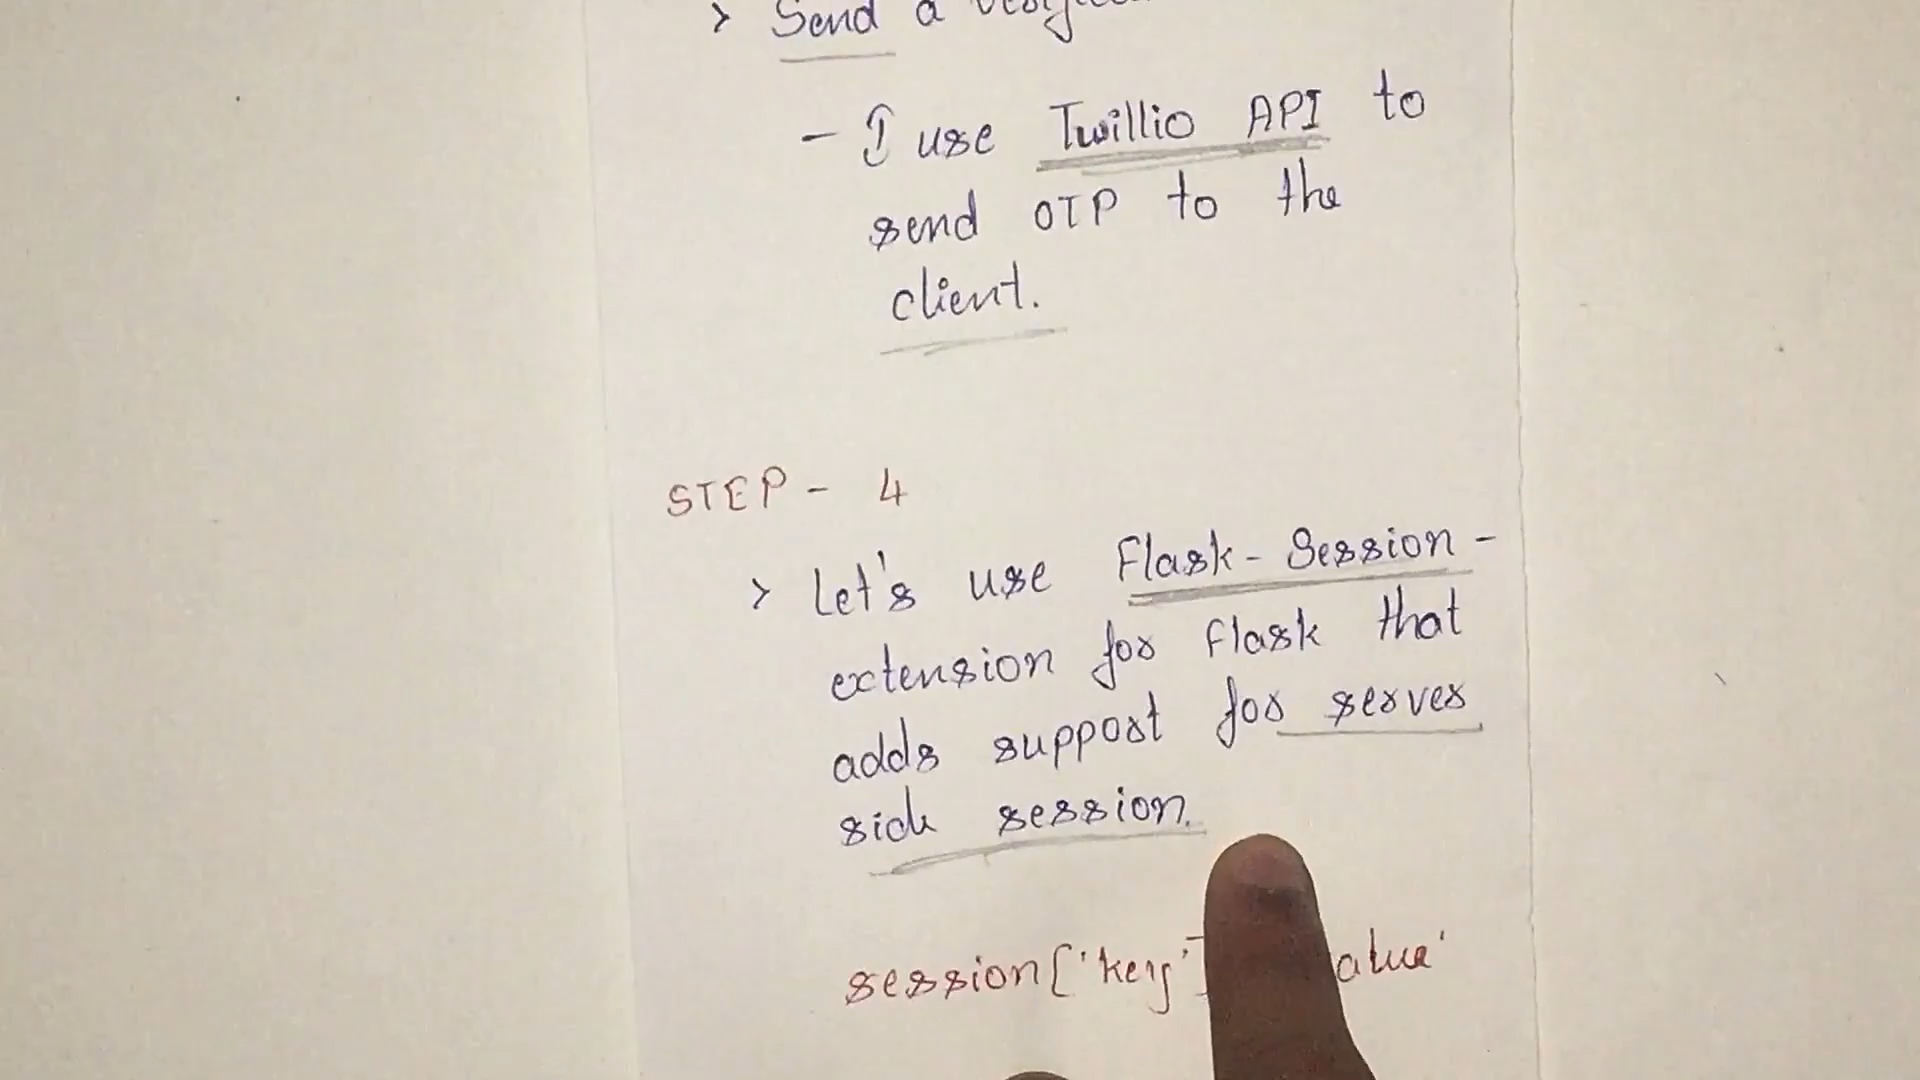 > Send a
- I use Twillio API to
send OTP to the
client.
STEP - 4
> Let's use Flask-Session -
extension for Flask that
adds support for server
side session.
session['key'] alue'